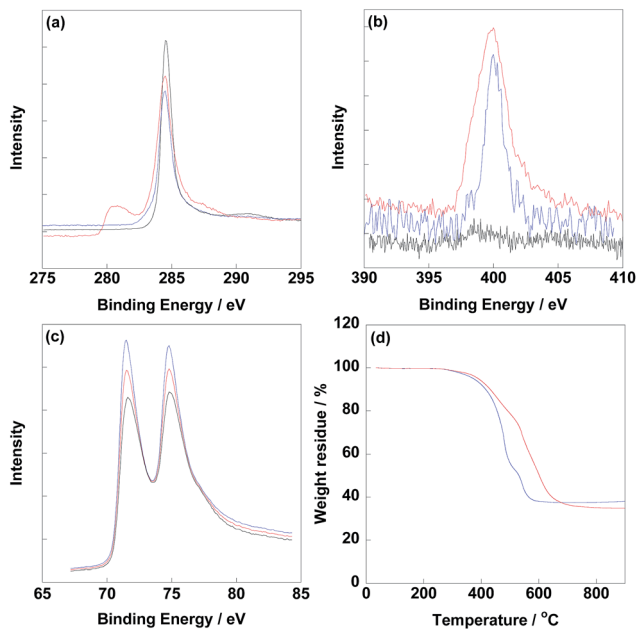 (a)
Intensity
275 280 285 290 295
Binding Energy / eV
(b)
Intensity
390 395 400 405 410
Binding Energy / eV
(c)
Intensity
65 70 75 80 85
Binding Energy / eV
(d)
Weight residue / %
120
100
80
60
40
20
0
0 200 400 600 800
Temperature / °C